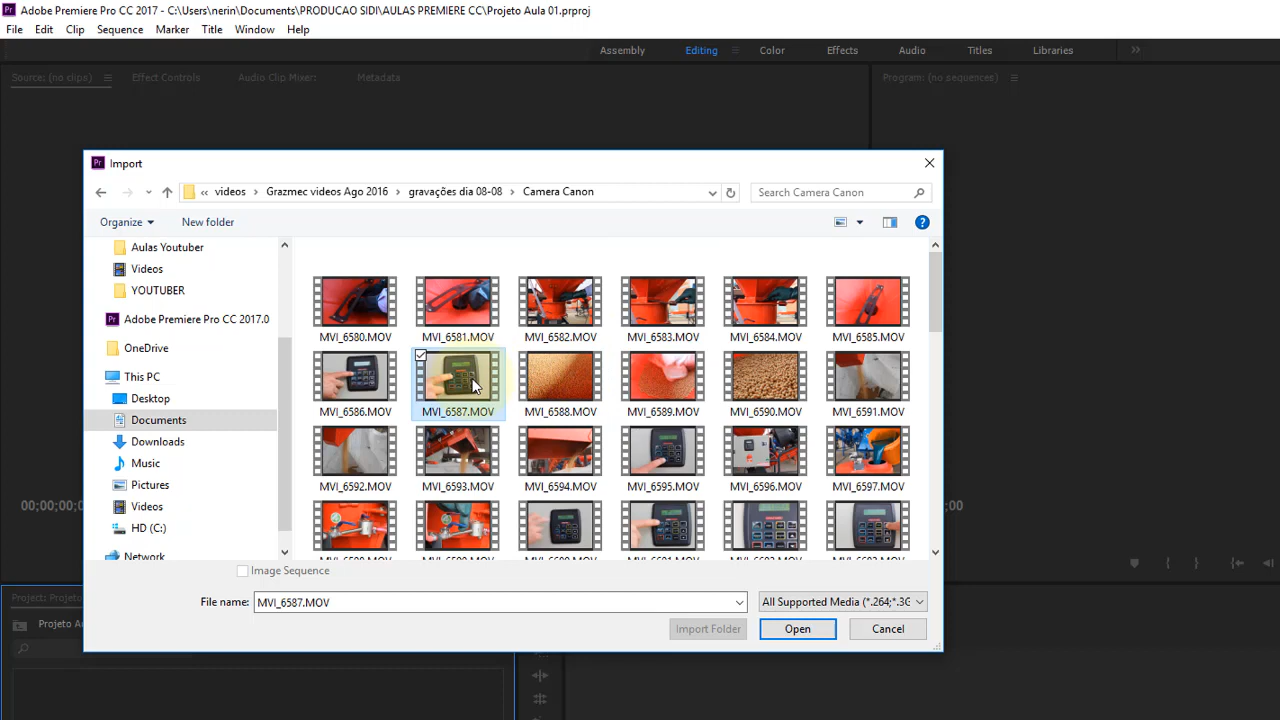 Adobe Premiere Pro CC 2017 - C:\Users\nerin\Documents\PRODUCAO SIDI\AULAS PREMIERE CC\Projeto Aula 01.prproj
File Edit Clip Sequence Marker Title Window Help
Assembly Editing Color Effects Audio Titles Libraries
Source: (no clips) Effect Controls Audio Clip Mixer: Metadata Program: (no sequences)
Pr Import
« videos > Grazmec videos Ago 2016 > gravações dia 08-08 > Camera Canon Search Camera Canon
Organize New folder
Aulas Youtuber
Videos
YOUTUBER
Adobe Premiere Pro CC 2017.0
OneDrive
This PC
Desktop
Documents
Downloads
Music
Pictures
Videos
HD (C:)
Network
MVI_6580.MOV MVI_6581.MOV MVI_6582.MOV MVI_6583.MOV MVI_6584.MOV MVI_6585.MOV
MVI_6586.MOV MVI_6587.MOV MVI_6588.MOV MVI_6589.MOV MVI_6590.MOV MVI_6591.MOV
MVI_6592.MOV MVI_6593.MOV MVI_6594.MOV MVI_6595.MOV MVI_6596.MOV MVI_6597.MOV
00;00;00;0 ;00
Image Sequence
File name: MVI_6587.MOV All Supported Media (*.264;*.3G
Import Folder Open Cancel
Project: Projeto
Projeto Au